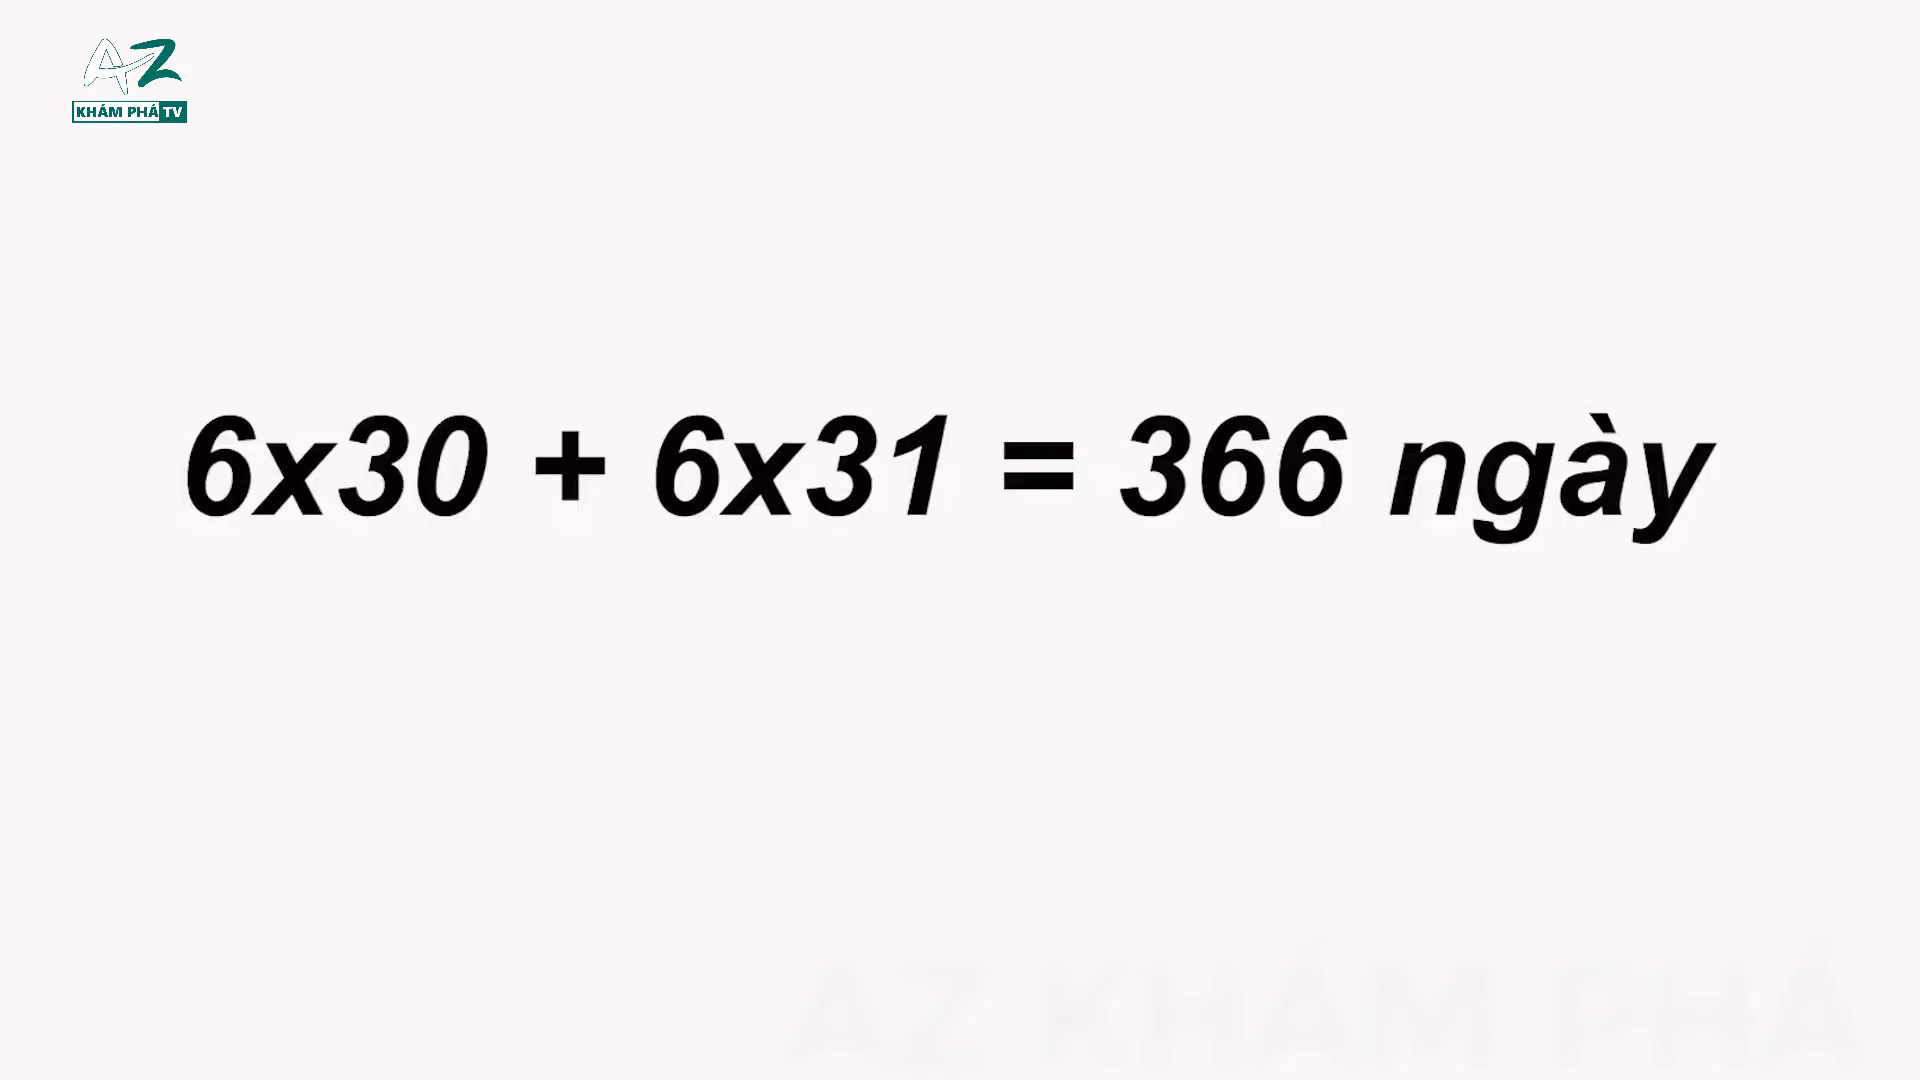 AZ
KHÁM PHÁ TV
6x30 + 6x31 = 366 ngày
AZ KHÁM PHÁ